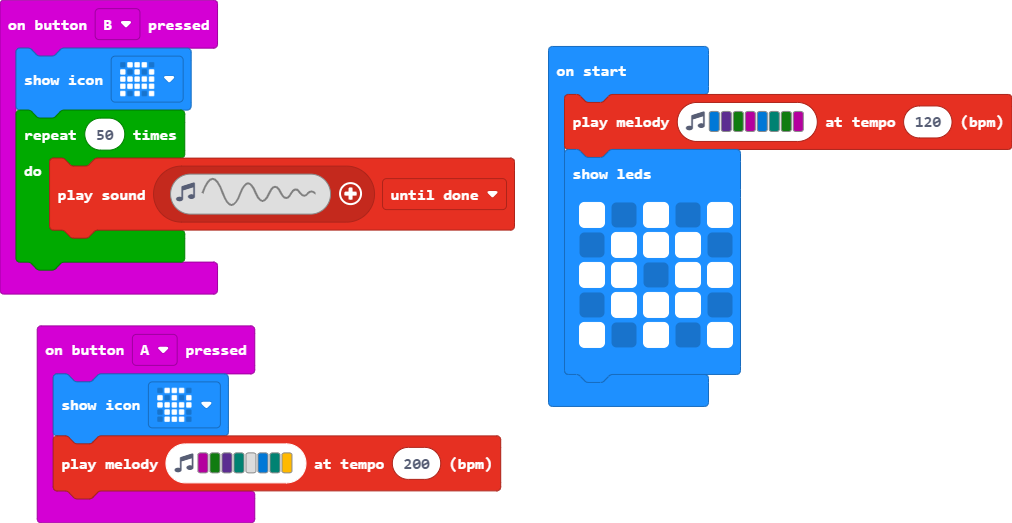 on button B pressed
show icon
repeat 50 times
do
play sound until done
on button A pressed
show icon
play melody at tempo 200 (bpm)
on start
play melody at tempo 120 (bpm)
show leds